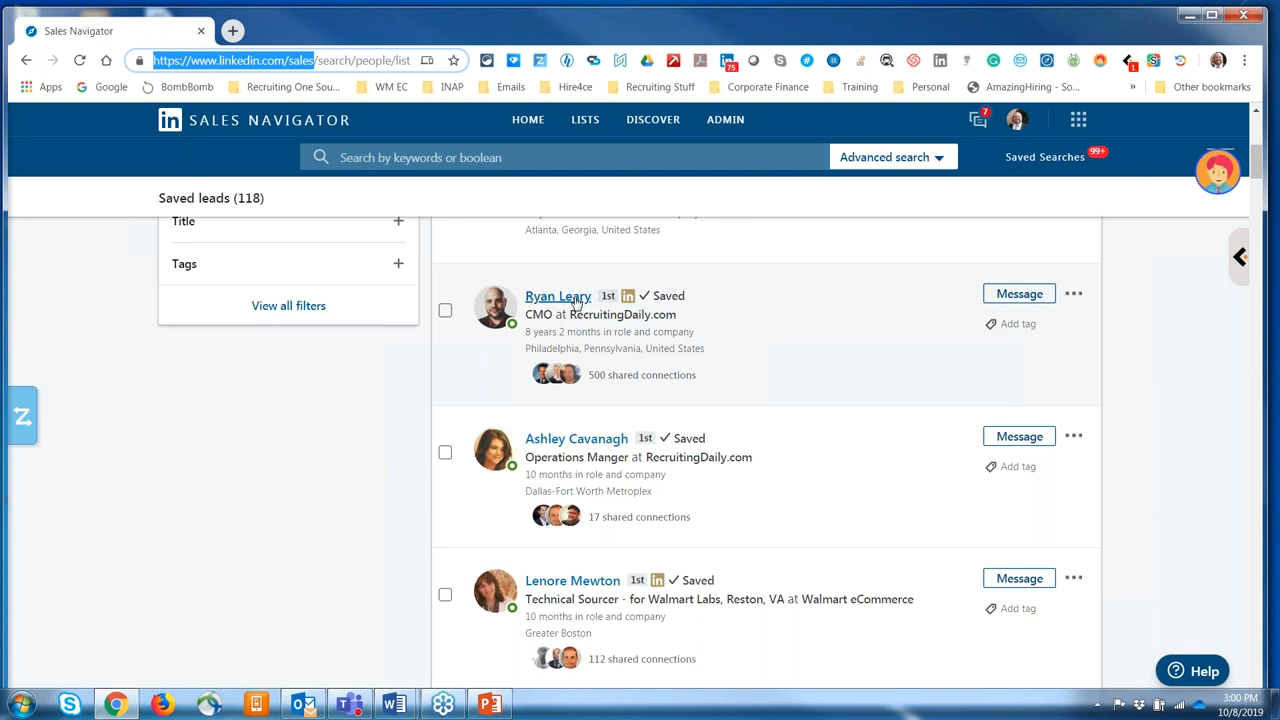 Sales Navigator
https://www.linkedin.com/sales/search/people/list
75
1
Apps
Google
BombBomb
Recruiting One Sou...
WM EC
INAP
Emails
Hire4ce
Recruiting Stuff
Corporate Finance
Training
Personal
AmazingHiring - So...
»
Other bookmarks
in SALES NAVIGATOR
HOME
LISTS
DISCOVER
ADMIN
7
Search by keywords or boolean
Advanced search
Saved Searches
99+
Saved leads (118)
Title
Tags
View all filters
Atlanta, Georgia, United States
Ryan Leary 1st in Saved
CMO at RecruitingDaily.com
8 years 2 months in role and company
Philadelphia, Pennsylvania, United States
500 shared connections
Message
Add tag
Ashley Cavanagh 1st Saved
Operations Manger at RecruitingDaily.com
10 months in role and company
Dallas-Fort Worth Metroplex
17 shared connections
Message
Add tag
Lenore Mewton 1st in Saved
Technical Sourcer - for Walmart Labs, Reston, VA at Walmart eCommerce
10 months in role and company
Greater Boston
112 shared connections
Message
Add tag
Help
3:00 PM
10/8/2019